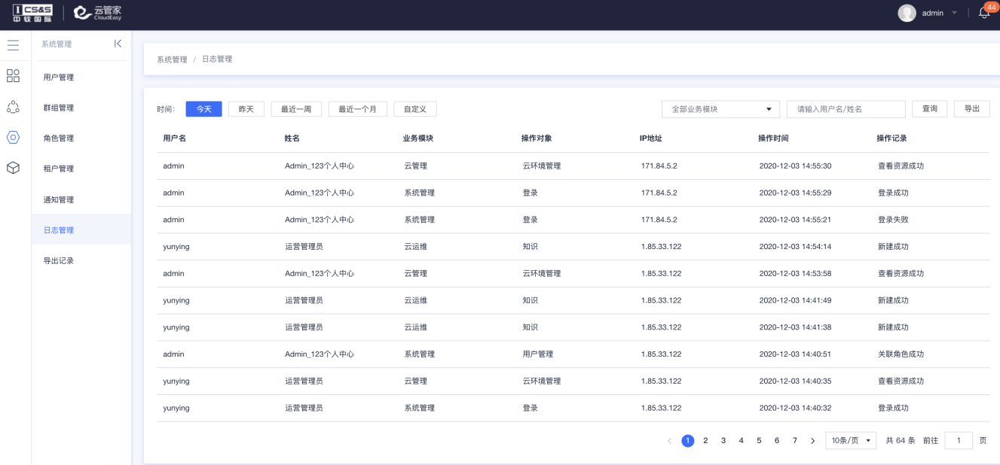 CS&S
中软国际
云管家
CloudEasy
admin
44
系统管理
用户管理
群组管理
角色管理
租户管理
通知管理
日志管理
导出记录
系统管理 / 日志管理
时间: 今天 昨天 最近一周 最近一个月 自定义 全部业务模块 请输入用户名/姓名 查询 导出
用户名 姓名 业务模块 操作对象 IP地址 操作时间 操作记录
admin Admin_123个人中心 云管理 云环境管理 171.84.5.2 2020-12-03 14:55:30 查看资源成功
admin Admin_123个人中心 系统管理 登录 171.84.5.2 2020-12-03 14:55:29 登录成功
admin Admin_123个人中心 系统管理 登录 171.84.5.2 2020-12-03 14:55:21 登录失败
yunying 运营管理员 云运维 知识 1.85.33.122 2020-12-03 14:54:14 新建成功
admin Admin_123个人中心 云管理 云环境管理 1.85.33.122 2020-12-03 14:53:58 查看资源成功
yunying 运营管理员 云运维 知识 1.85.33.122 2020-12-03 14:41:49 新建成功
yunying 运营管理员 云运维 知识 1.85.33.122 2020-12-03 14:41:38 新建成功
admin Admin_123个人中心 系统管理 用户管理 1.85.33.122 2020-12-03 14:40:51 关联角色成功
yunying 运营管理员 云管理 云环境管理 1.85.33.122 2020-12-03 14:40:35 查看资源成功
yunying 运营管理员 系统管理 登录 1.85.33.122 2020-12-03 14:40:32 登录成功
< 1 2 3 4 5 6 7 > 10条/页 共 64 条 前往 1 页